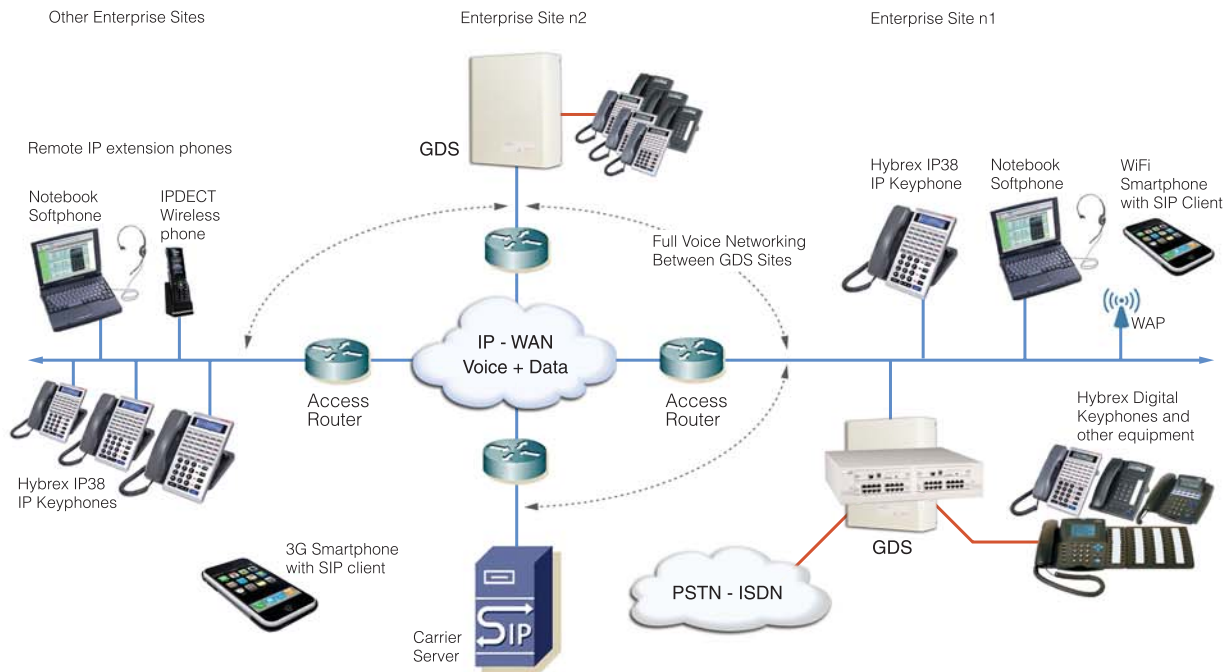 Other Enterprise Sites
Enterprise Site n2
Enterprise Site n1
GDS
Remote IP extension phones
Notebook
Softphone
IPDECT
Wireless
phone
Hybrex IP38
IP Keyphone
Notebook
Softphone
WiFi
Smartphone
with SIP Client
Full Voice Networking
Between GDS Sites
WAP
IP - WAN
Voice + Data
Access
Router
Access
Router
Hybrex Digital
Keyphones and
other equipment
Hybrex IP38
IP Keyphones
GDS
3G Smartphone
with SIP client
PSTN - ISDN
Carrier
Server
SIP